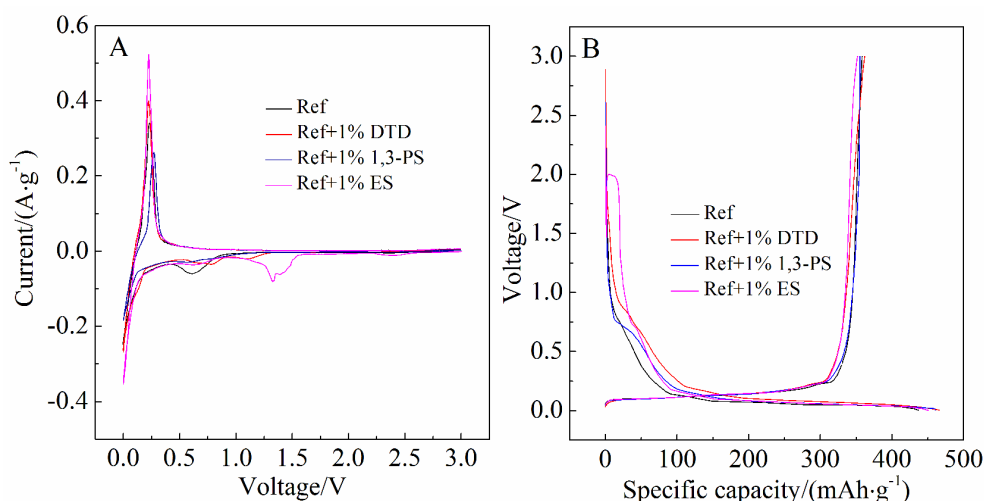 A
0.6
0.4
0.2
0.0
-0.2
-0.4
Current/(A·g⁻¹)
Ref
Ref+1% DTD
Ref+1% 1,3-PS
Ref+1% ES
0.0 0.5 1.0 1.5 2.0 2.5 3.0
Voltage/V
B
3.0
2.5
2.0
1.5
1.0
0.5
0.0
Voltage/V
Ref
Ref+1% DTD
Ref+1% 1,3-PS
Ref+1% ES
0 100 200 300 400 500
Specific capacity/(mAh·g⁻¹)